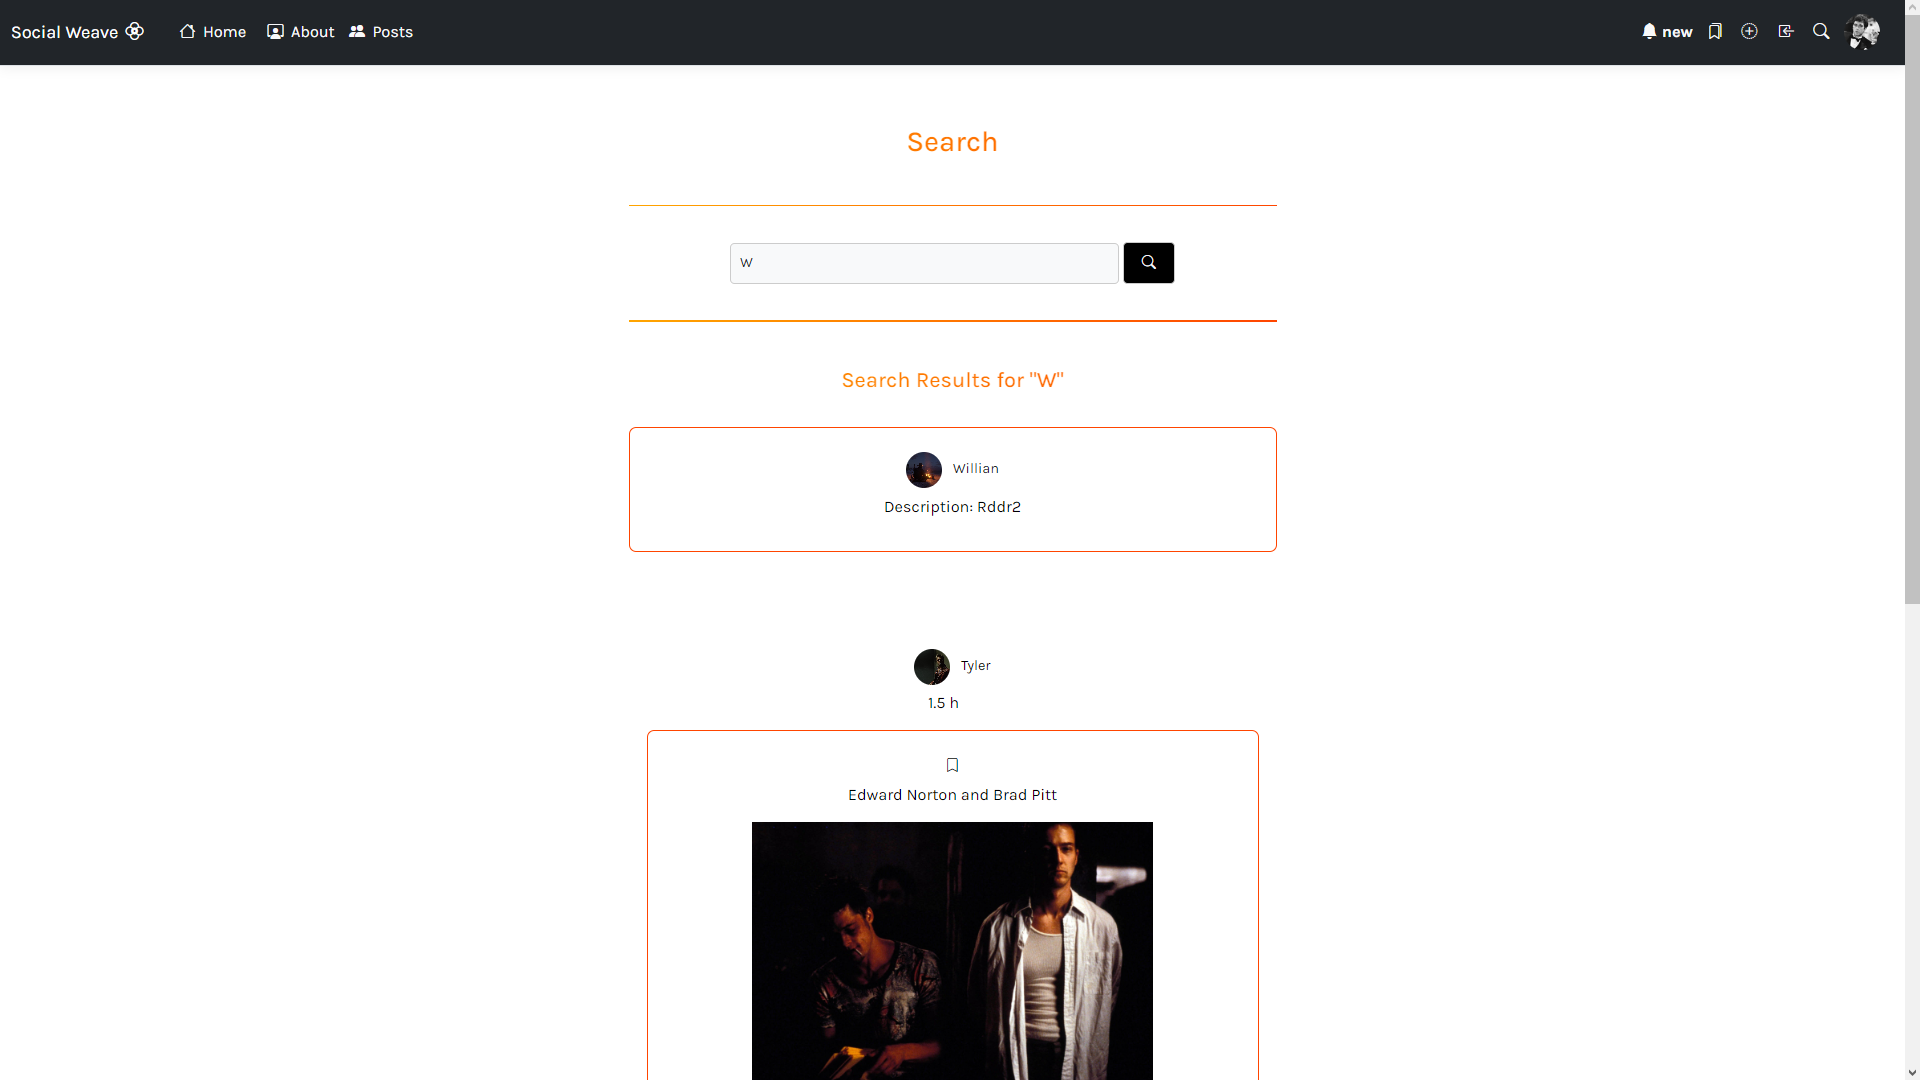 Social Weave
Home
About
Posts
new
Search
W
Search Results for "W"
Willian
Description: Rddr2
Tyler
1.5 h
Edward Norton and Brad Pitt